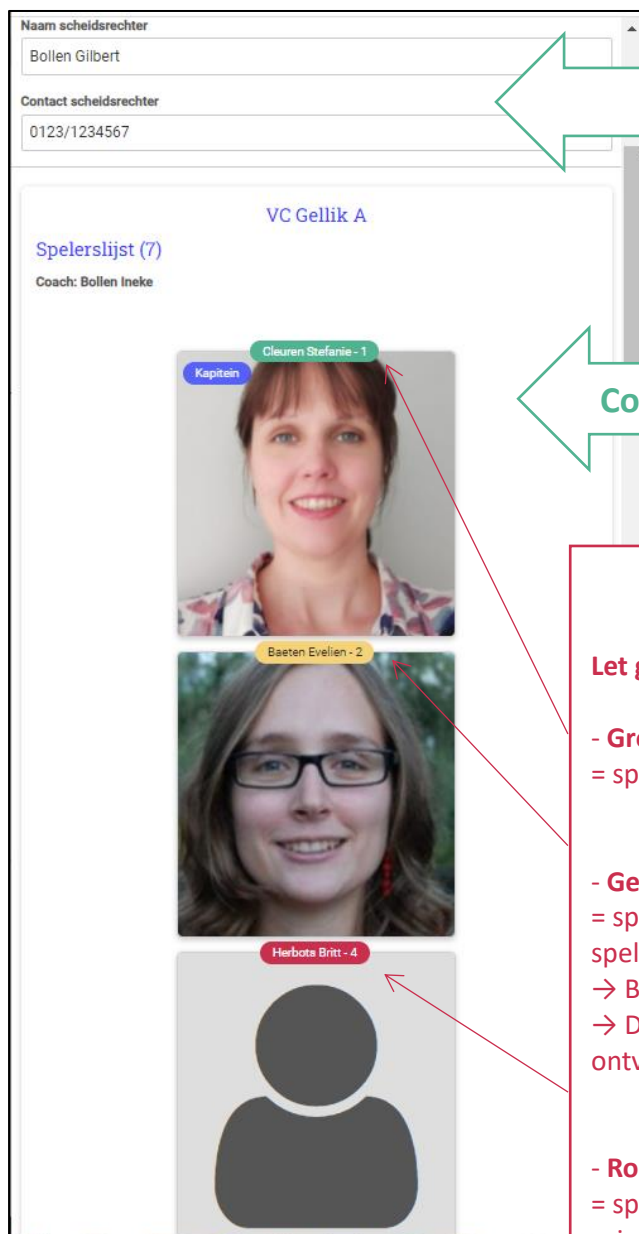 Naam scheidsrechter
Bollen Gilbert
Contact scheidsrechter
0123/1234567
VC Gellik A
Spelerslijst (7)
Coach: Bollen Ineke
Cleuren Stefanie - 1
Kapitein
Co
Baeten Evelien - 2
Let g
- Gr
= sp
- Ge
= sp
spel
→ B
→ D
ont
Herbots Britt - 4
- Ro
= sp